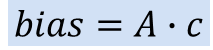 bias = A · c